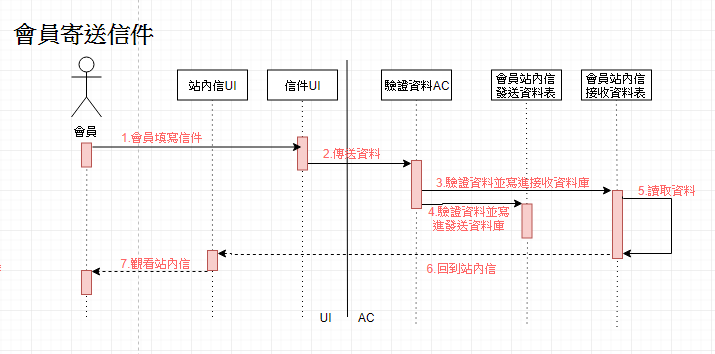 會員寄送信件
站內信UI
信件UI
驗證資料AC
會員站內信
發送資料表
會員站內信
接收資料表
會員
1.會員填寫信件
2.傳送資料
3.驗證資料並寫進接收資料庫
4.驗證資料並寫
進發送資料庫
5.讀取資料
6.回到站內信
7.觀看站內信
UI
AC